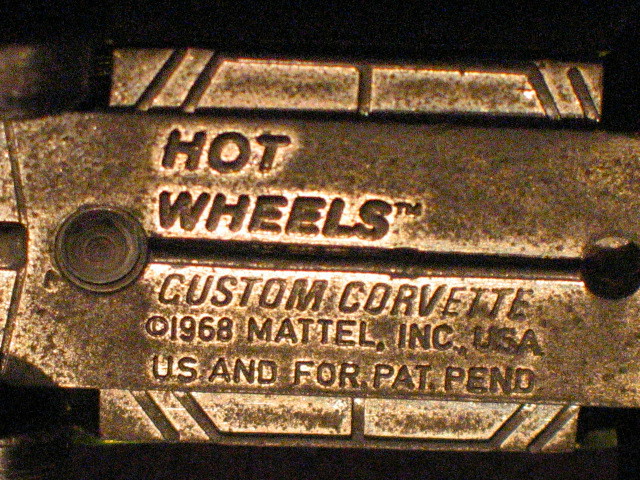 HOT
WHEELS™
CUSTOM CORVETTE
©1968 MATTEL, INC., USA
US AND FOR. PAT. PEND